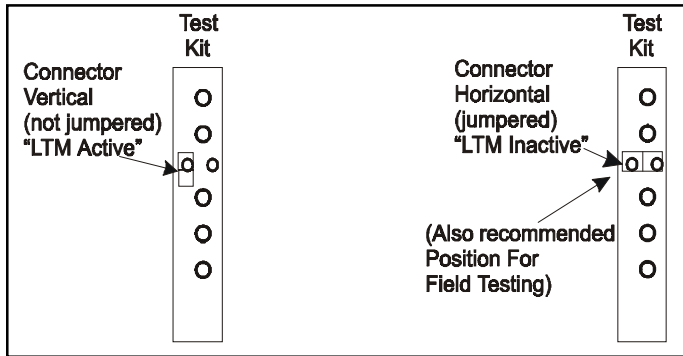 Test
Kit
Connector
Vertical
(not jumpered)
“LTM Active”
Test
Kit
Connector
Horizontal
(jumpered)
“LTM Inactive”
(Also recommended
Position For
Field Testing)